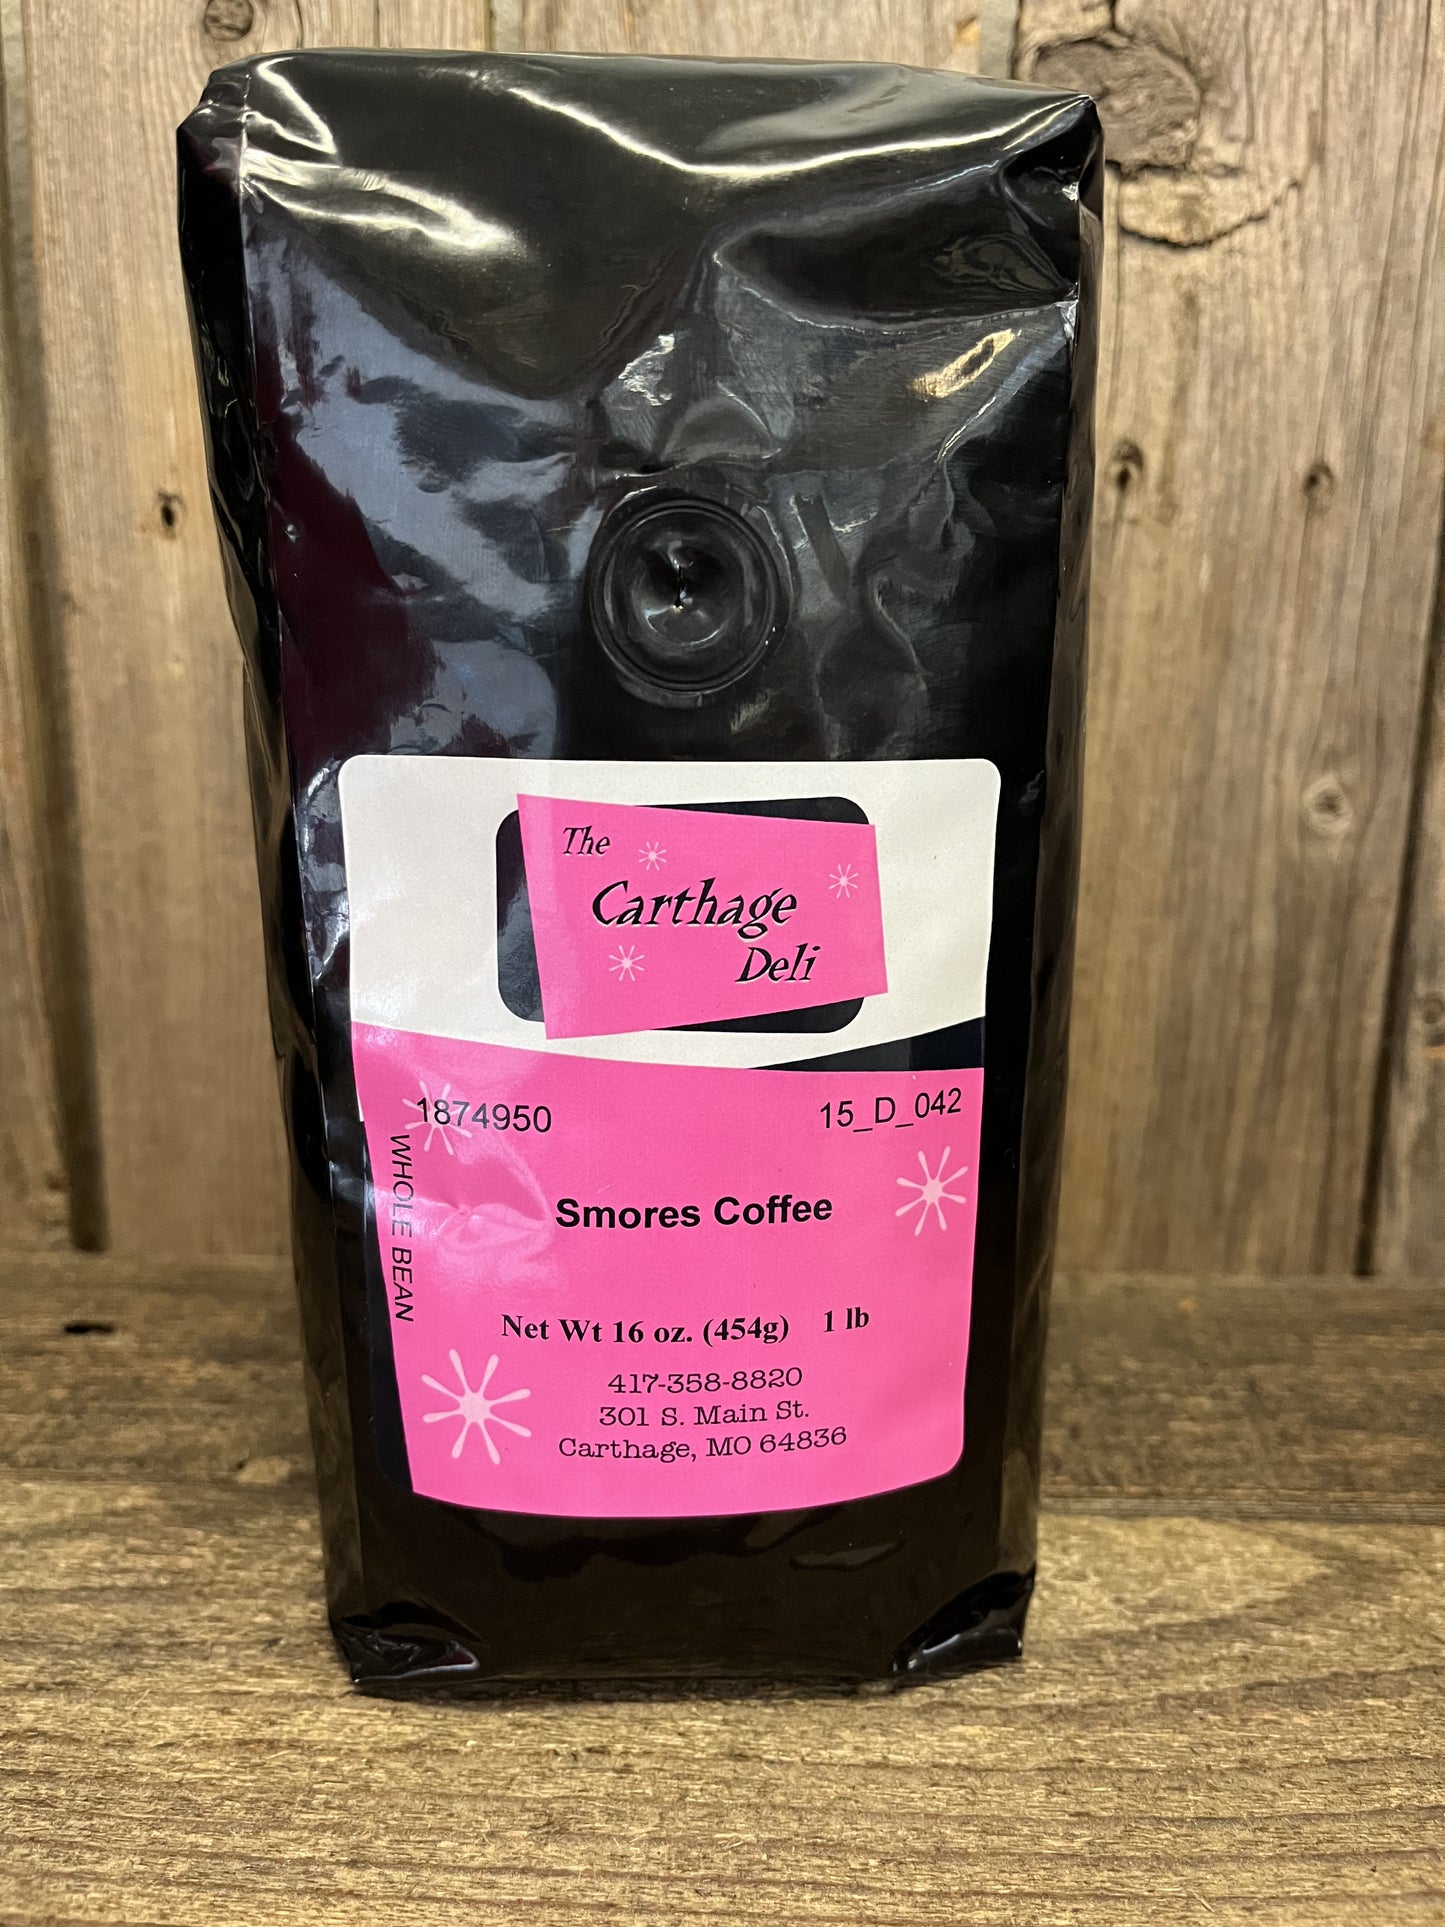 The
Carthage
Deli
1874950
15_D_042
WHOLE BEAN
Smores Coffee
Net Wt 16 oz. (454g) 1 lb
417-358-8820
301 S. Main St.
Carthage, MO 64836